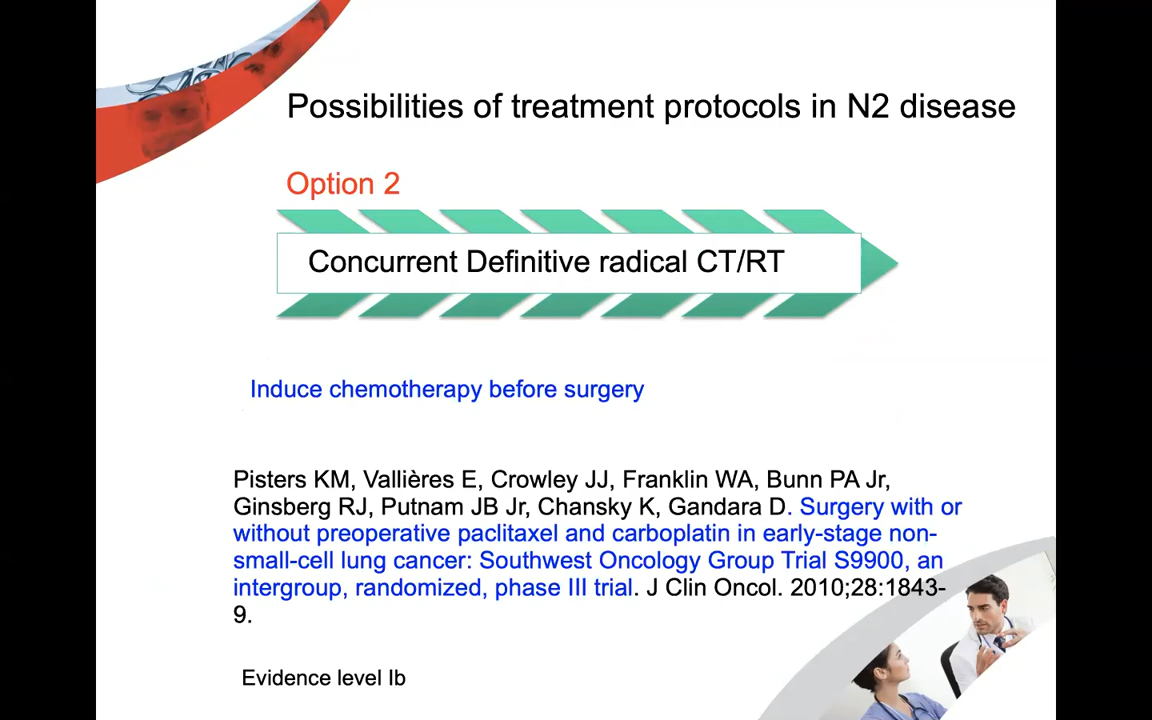 Possibilities of treatment protocols in N2 disease
Option 2
Concurrent Definitive radical CT/RT
Induce chemotherapy before surgery
Pisters KM, Vallières E, Crowley JJ, Franklin WA, Bunn PA Jr,
Ginsberg RJ, Putnam JB Jr, Chansky K, Gandara D. Surgery with or
without preoperative paclitaxel and carboplatin in early-stage non-
small-cell lung cancer: Southwest Oncology Group Trial S9900, an
intergroup, randomized, phase III trial. J Clin Oncol. 2010;28:1843-
9.
Evidence level Ib